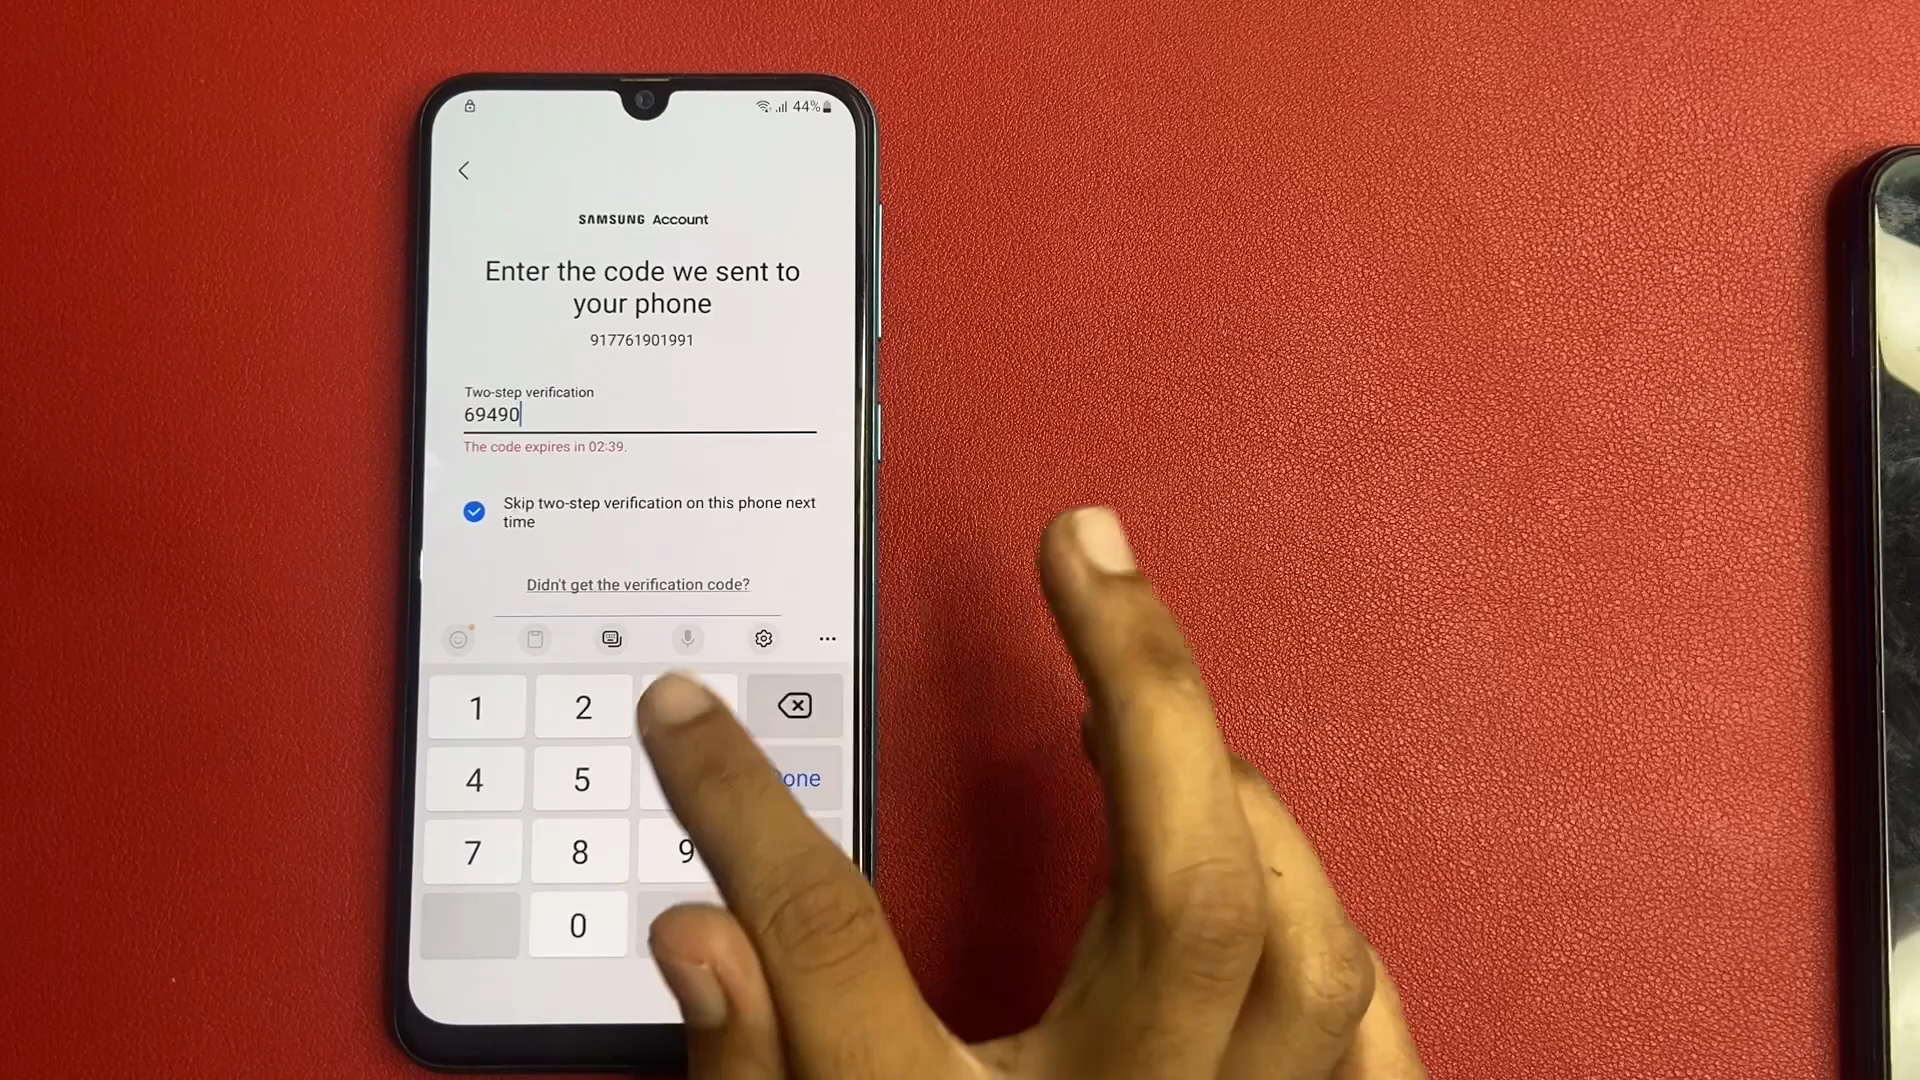 44%
SAMSUNG Account
Enter the code we sent to
your phone
917761901991
Two-step verification
69490
The code expires in 02:39.
Skip two-step verification on this phone next
time
Didn't get the verification code?
1 2
4 5 one
7 8 9
0